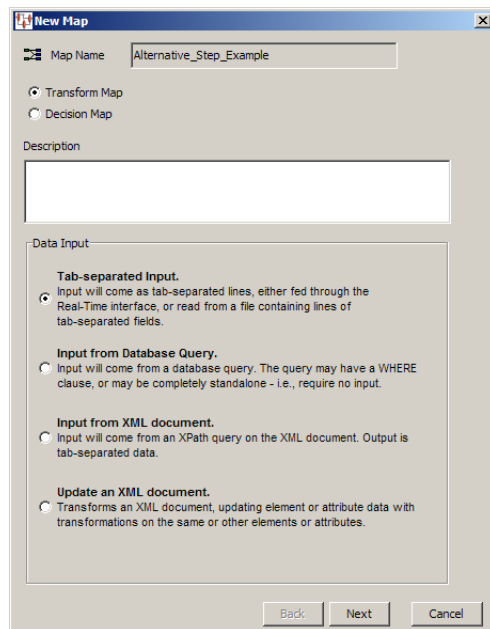 New Map
Map Name Alternative_Step_Example
Transform Map
Decision Map
Description
Data Input
Tab-separated Input.
Input will come as tab-separated lines, either fed through the
Real-Time interface, or read from a file containing lines of
tab-separated fields.
Input from Database Query.
Input will come from a database query. The query may have a WHERE
clause, or may be completely standalone - i.e., require no input.
Input from XML document.
Input will come from an XPath query on the XML document. Output is
tab-separated data.
Update an XML document.
Transforms an XML document, updating element or attribute data with
transformations on the same or other elements or attributes.
Back Next Cancel